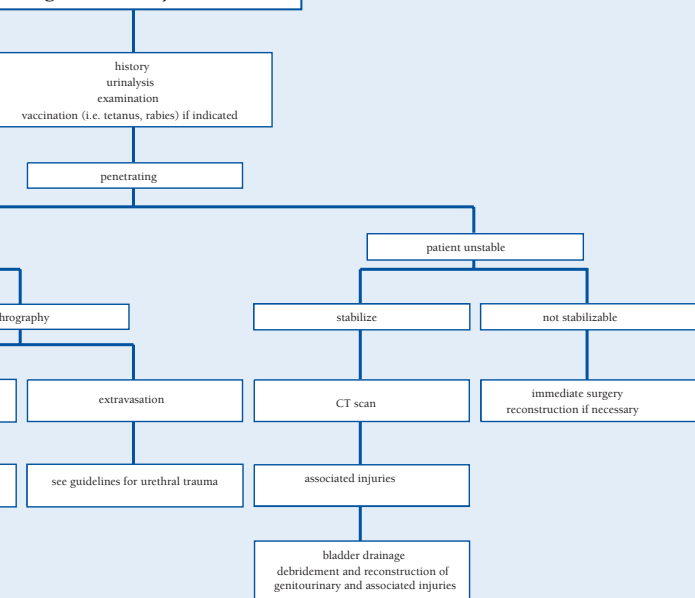 history
urinalysis
examination
vaccination (i.e. tetanus, rabies) if indicated
penetrating
patient unstable
hrography
stabilize
not stabilizable
extravasation
CT scan
immediate surgery
reconstruction if necessary
see guidelines for urethral trauma
associated injuries
bladder drainage
debridement and reconstruction of
genitourinary and associated injuries